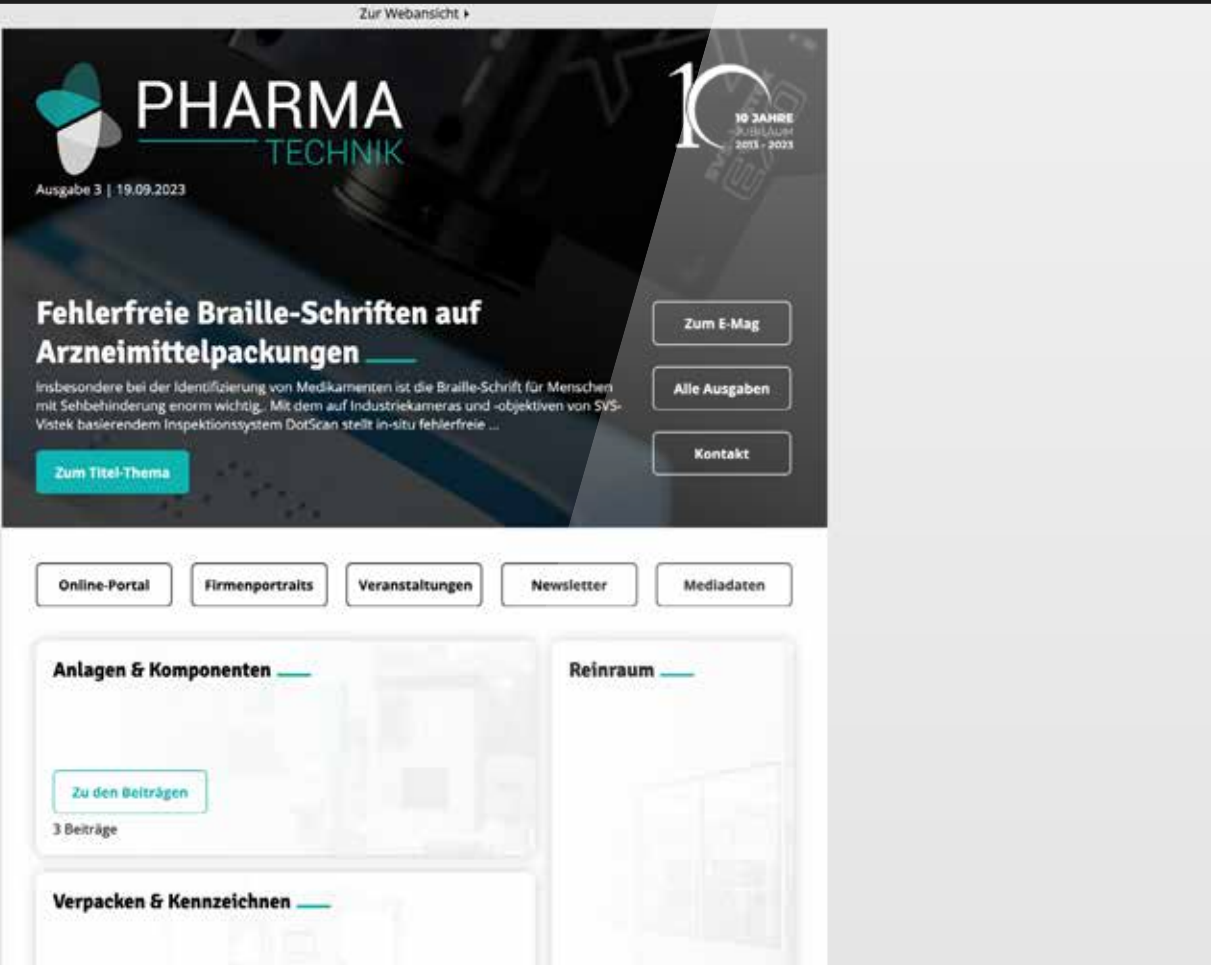 Zur Webansicht
PHARMA
TECHNIK
10
10 JAHRE
JUBILÄUM
2013 - 2023
Ausgabe 3 | 19.09.2023
Fehlerfreie Braille-Schriften auf
Arzneimittelpackungen
Insbesondere bei der Identifizierung von Medikamenten ist die Braille-Schrift für Menschen
mit Sehbehinderung enorm wichtig,. Mit dem auf Industriekameras und -objektiven von SVS-
Vistek basierendem Inspektionssystem DotScan stellt in-situ fehlerfreie ...
Zum Titel-Thema
Zum E-Mag
Alle Ausgaben
Kontakt
Online-Portal
Firmenportraits
Veranstaltungen
Newsletter
Mediadaten
Anlagen & Komponenten
Zu den Beiträgen
3 Beiträge
Reinraum
Verpacken & Kennzeichnen